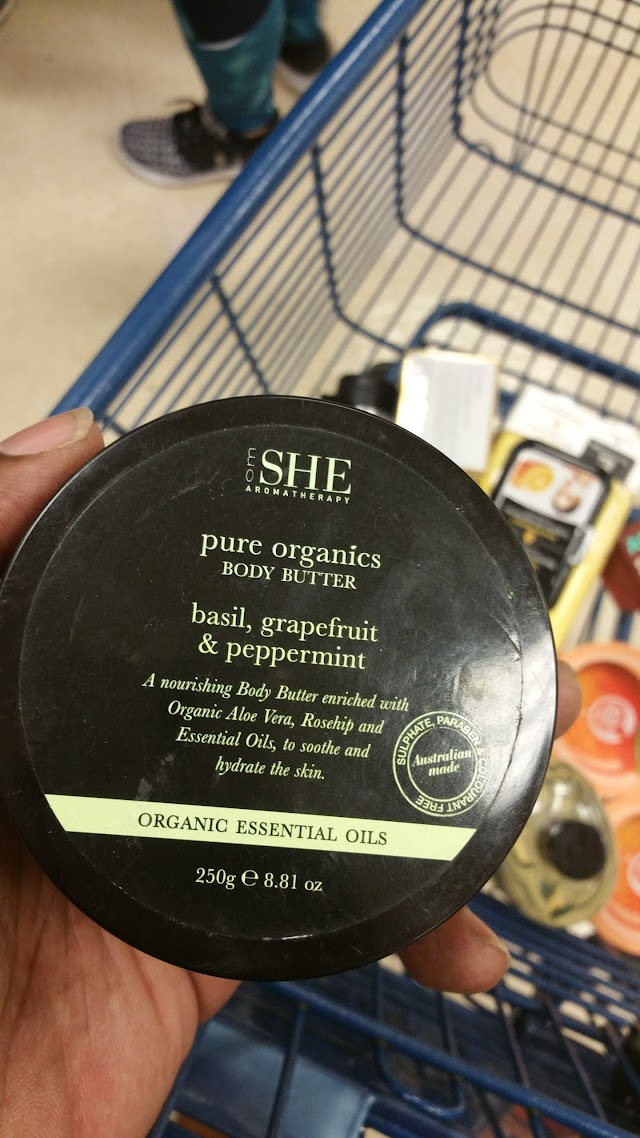 OF
SHE
AROMATHERAPY
pure organics
BODY BUTTER
basil, grapefruit
& peppermint
A nourishing Body Butter enriched with
Organic Aloe Vera, Rosehip and
Essential Oils, to soothe and
hydrate the skin.
SULPHATE, PARABEN & COLOURANT FREE
Australian
made
ORGANIC ESSENTIAL OILS
250g ℮ 8.81 oz